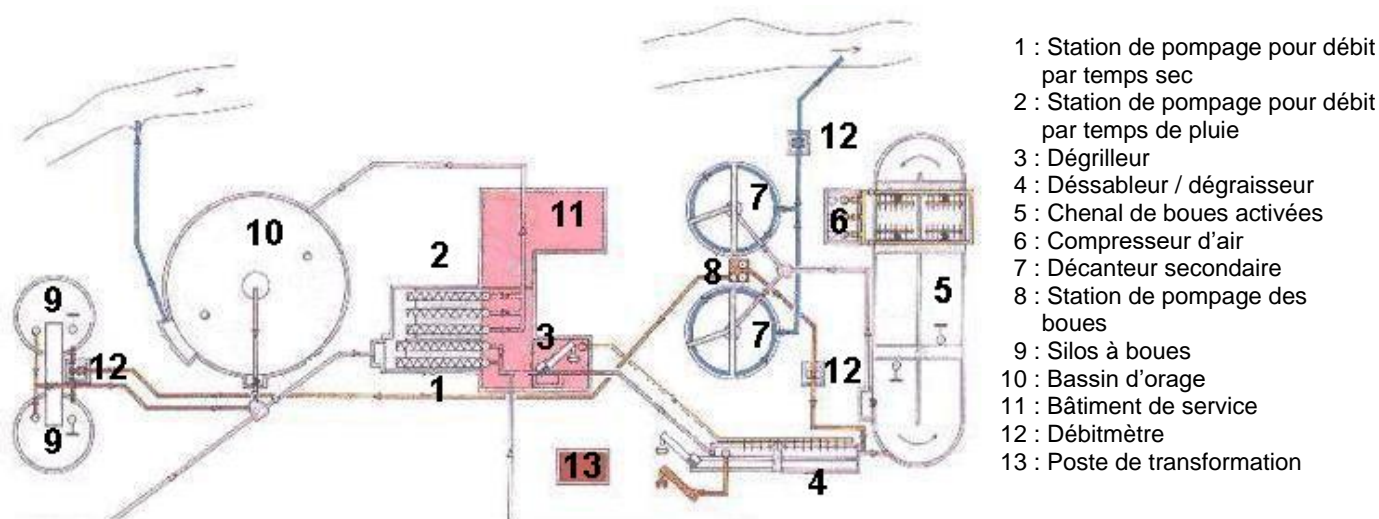 12
10
11
7
6
2
8
5
9
3
7
12
12
1
9
13
4
1 : Station de pompage pour débit
par temps sec
2 : Station de pompage pour débit
par temps de pluie
3 : Dégrilleur
4 : Déssableur / dégraisseur
5 : Chenal de boues activées
6 : Compresseur d'air
7 : Décanteur secondaire
8 : Station de pompage des
boues
9 : Silos à boues
10 : Bassin d'orage
11 : Bâtiment de service
12 : Débitmètre
13 : Poste de transformation